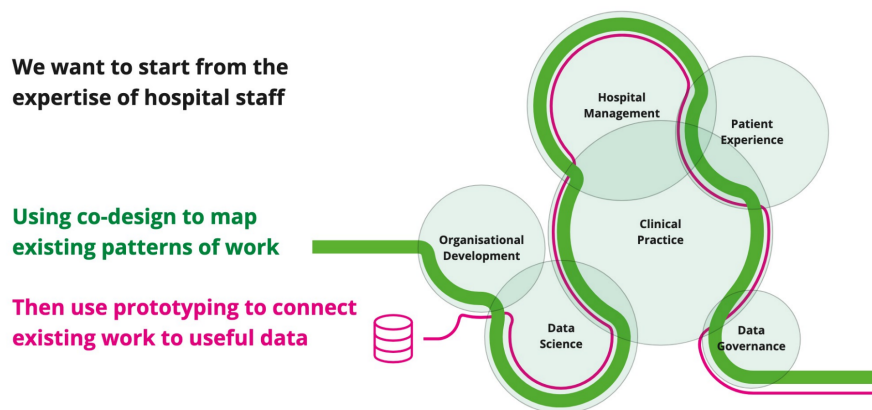 We want to start from the
expertise of hospital staff
Using co-design to map
existing patterns of work
Then use prototyping to connect
existing work to useful data
Hospital
Management
Patient
Experience
Organisational
Development
Clinical
Practice
Data
Science
Data
Governance